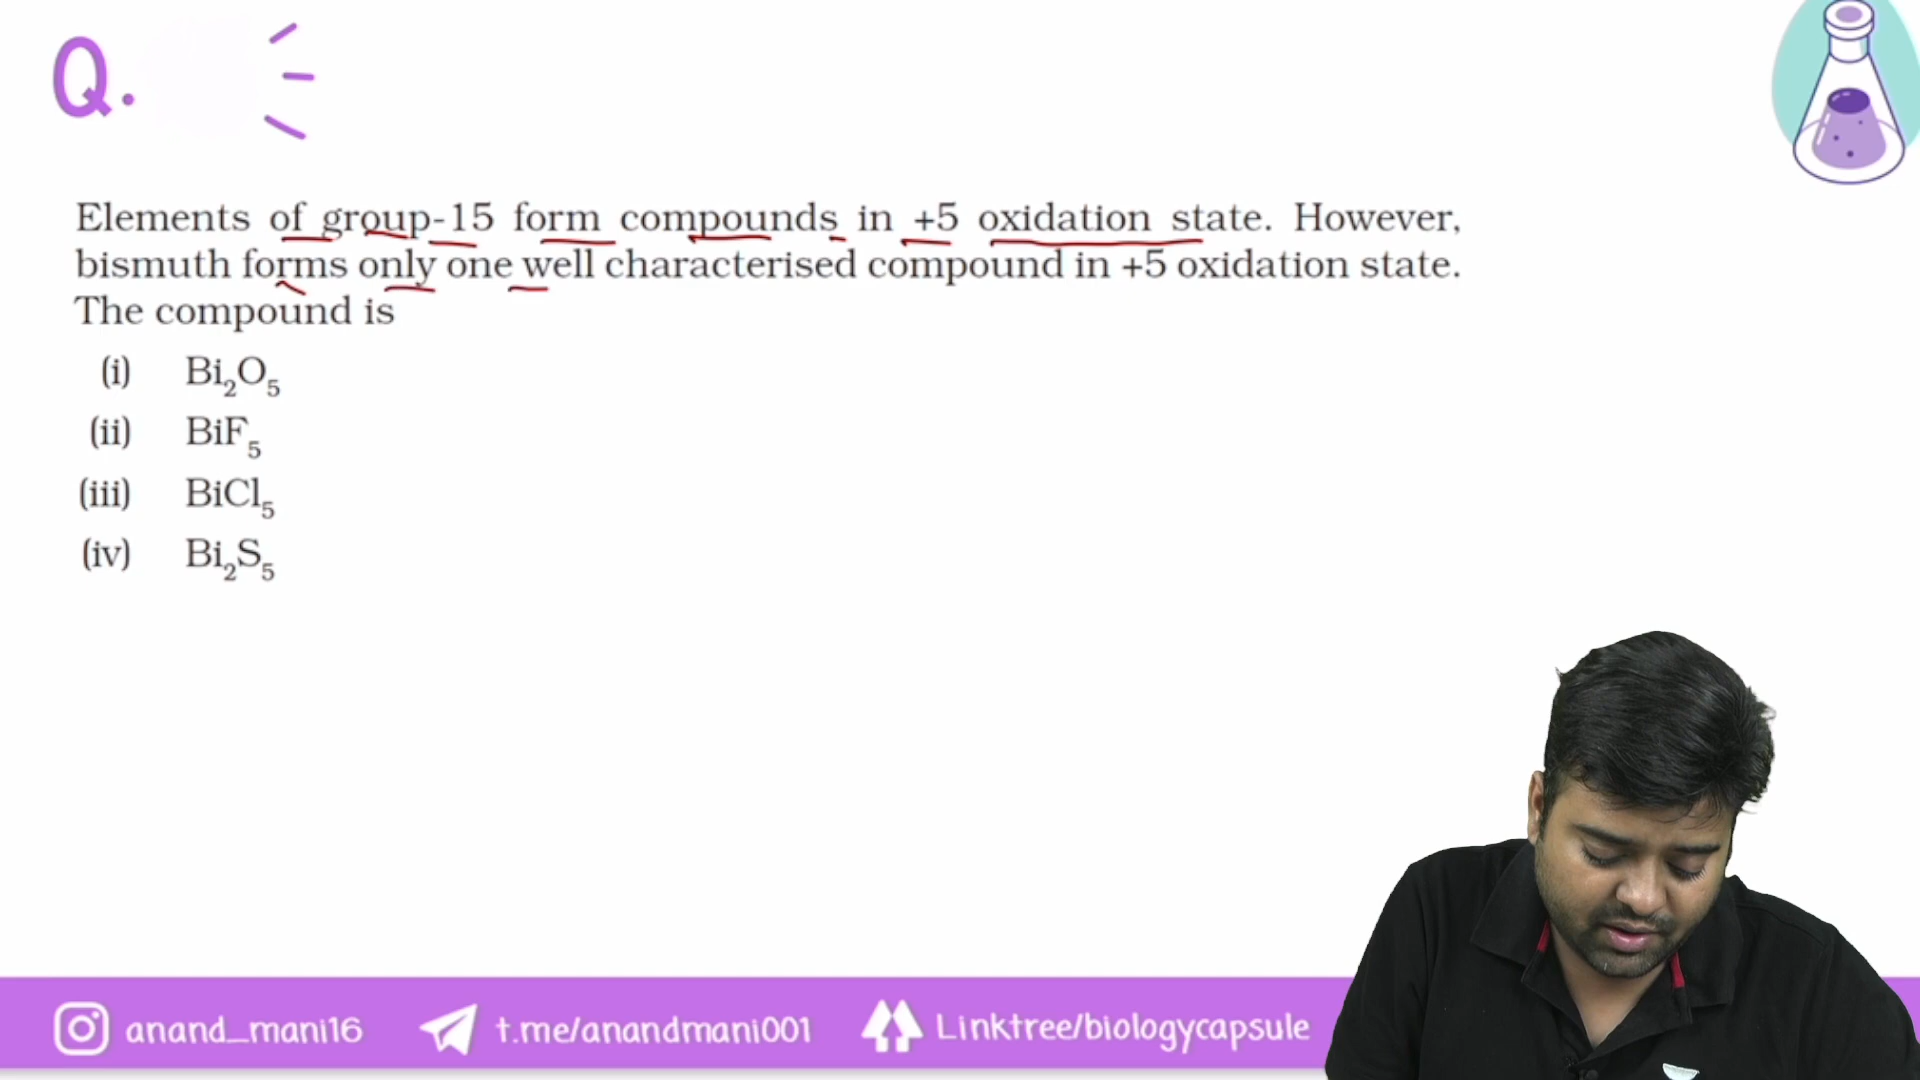 Q.
Elements of group-15 form compounds in +5 oxidation state. However,
bismuth forms only one well characterised compound in +5 oxidation state.
The compound is
(i) Bi₂O₅
(ii) BiF₅
(iii) BiCl₅
(iv) Bi₂S₅
anand_mani16 t.me/anandmani001 Linktree/biologycapsule